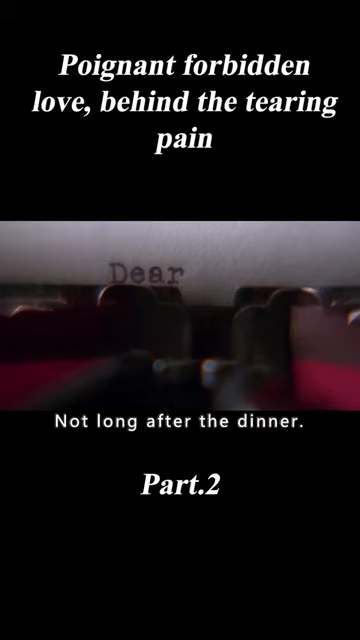 Poignant forbidden
love, behind the tearing
pain
Dear
Not long after the dinner.
Part.2